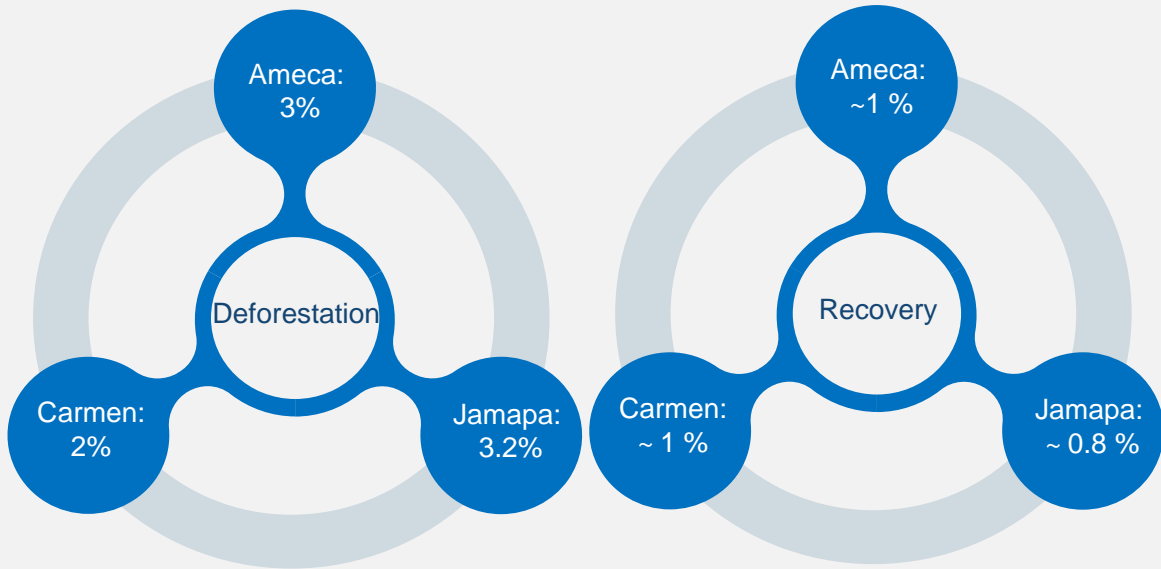 Ameca:
3%
Deforestation
Carmen:
2%
Jamapa:
3.2%
Ameca:
~1 %
Recovery
Carmen:
~ 1 %
Jamapa:
~ 0.8 %